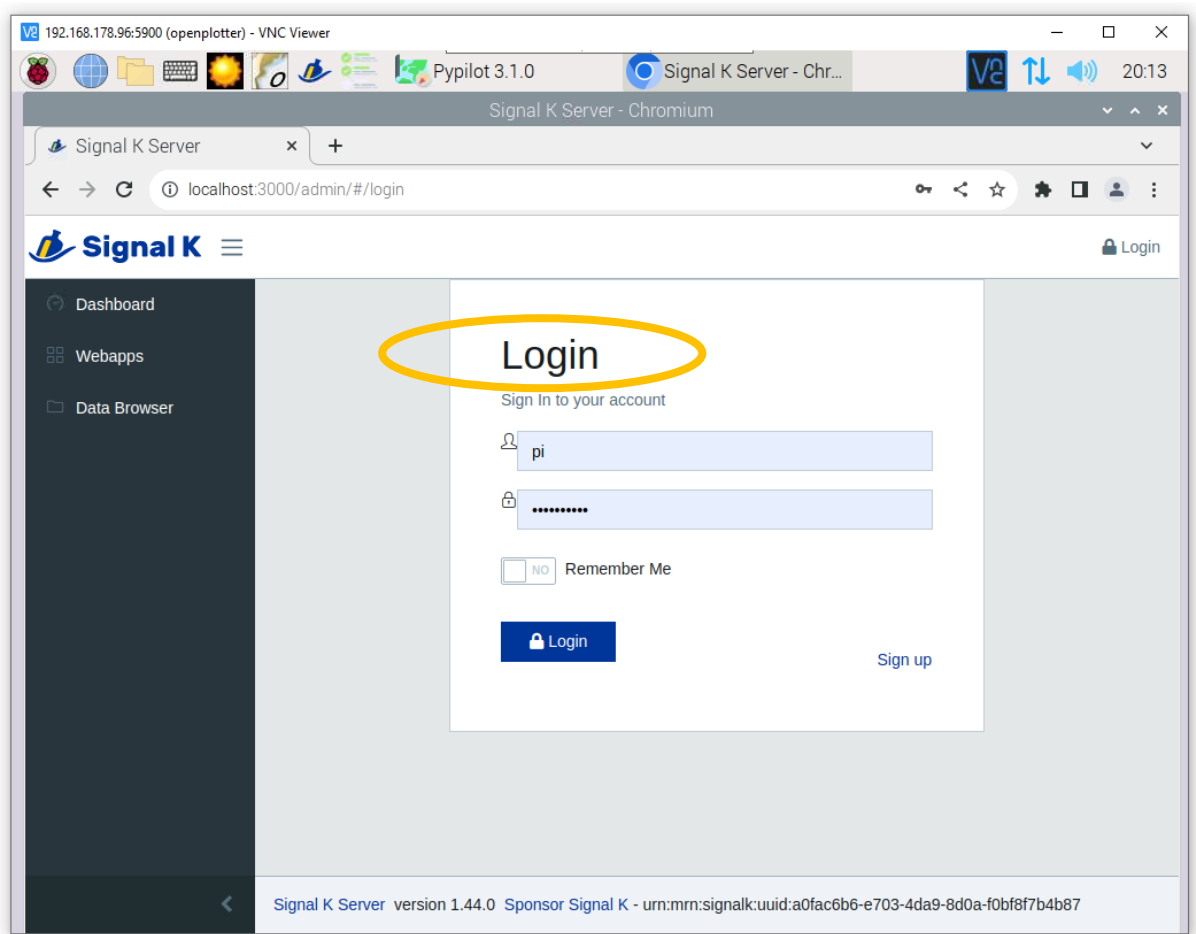 192.168.178.96:5900 (openplotter) - VNC Viewer
Pypilot 3.1.0
Signal K Server - Chr...
20:13
Signal K Server - Chromium
Signal K Server
localhost:3000/admin/#/login
Signal K
Login
Dashboard
Webapps
Data Browser
Login
Sign In to your account
pi
••••••••••
NO Remember Me
Login
Sign up
Signal K Server version 1.44.0 Sponsor Signal K - urn:mrn:signalk:uuid:a0fac6b6-e703-4da9-8d0a-f0bf8f7b4b87